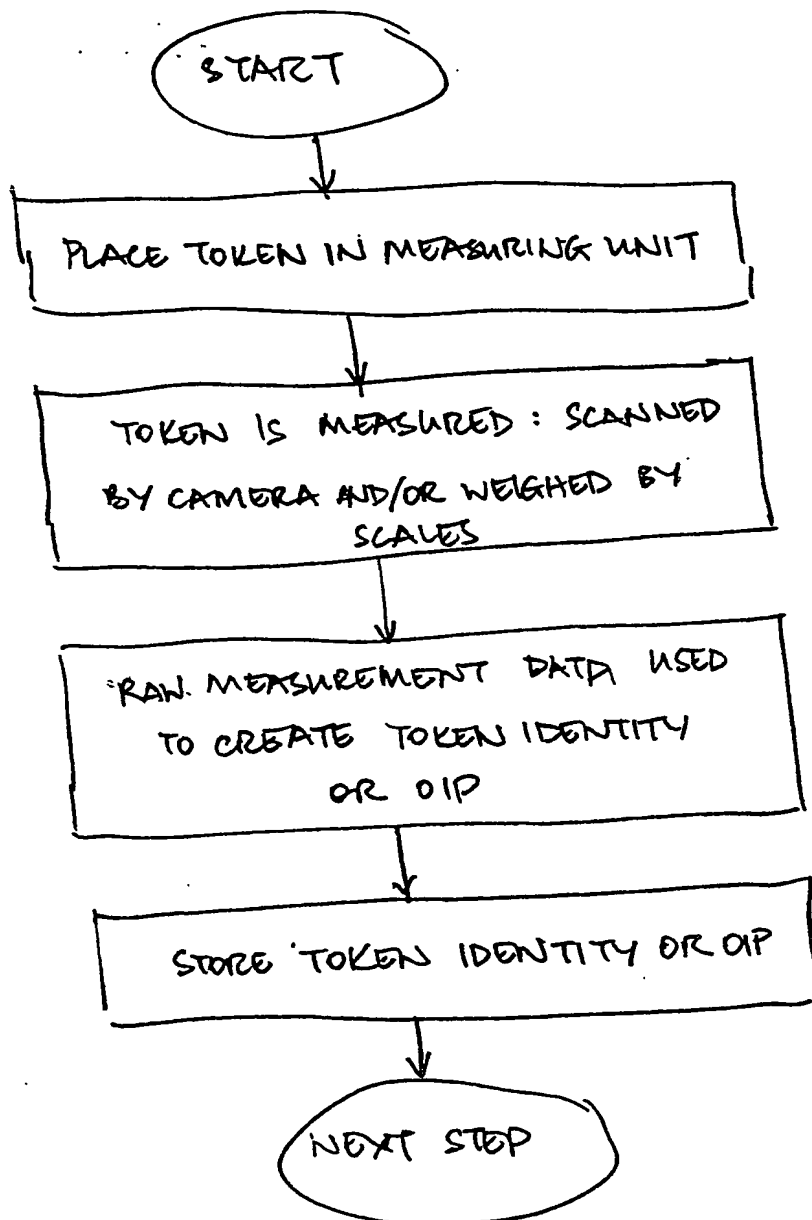 START
PLACE TOKEN IN MEASURING UNIT
TOKEN IS MEASURED : SCANNED
BY CAMERA AND/OR WEIGHED BY
SCALES
RAW MEASUREMENT DATA USED
TO CREATE TOKEN IDENTITY
OR OIP
STORE TOKEN IDENTITY OR OIP
NEXT STEP